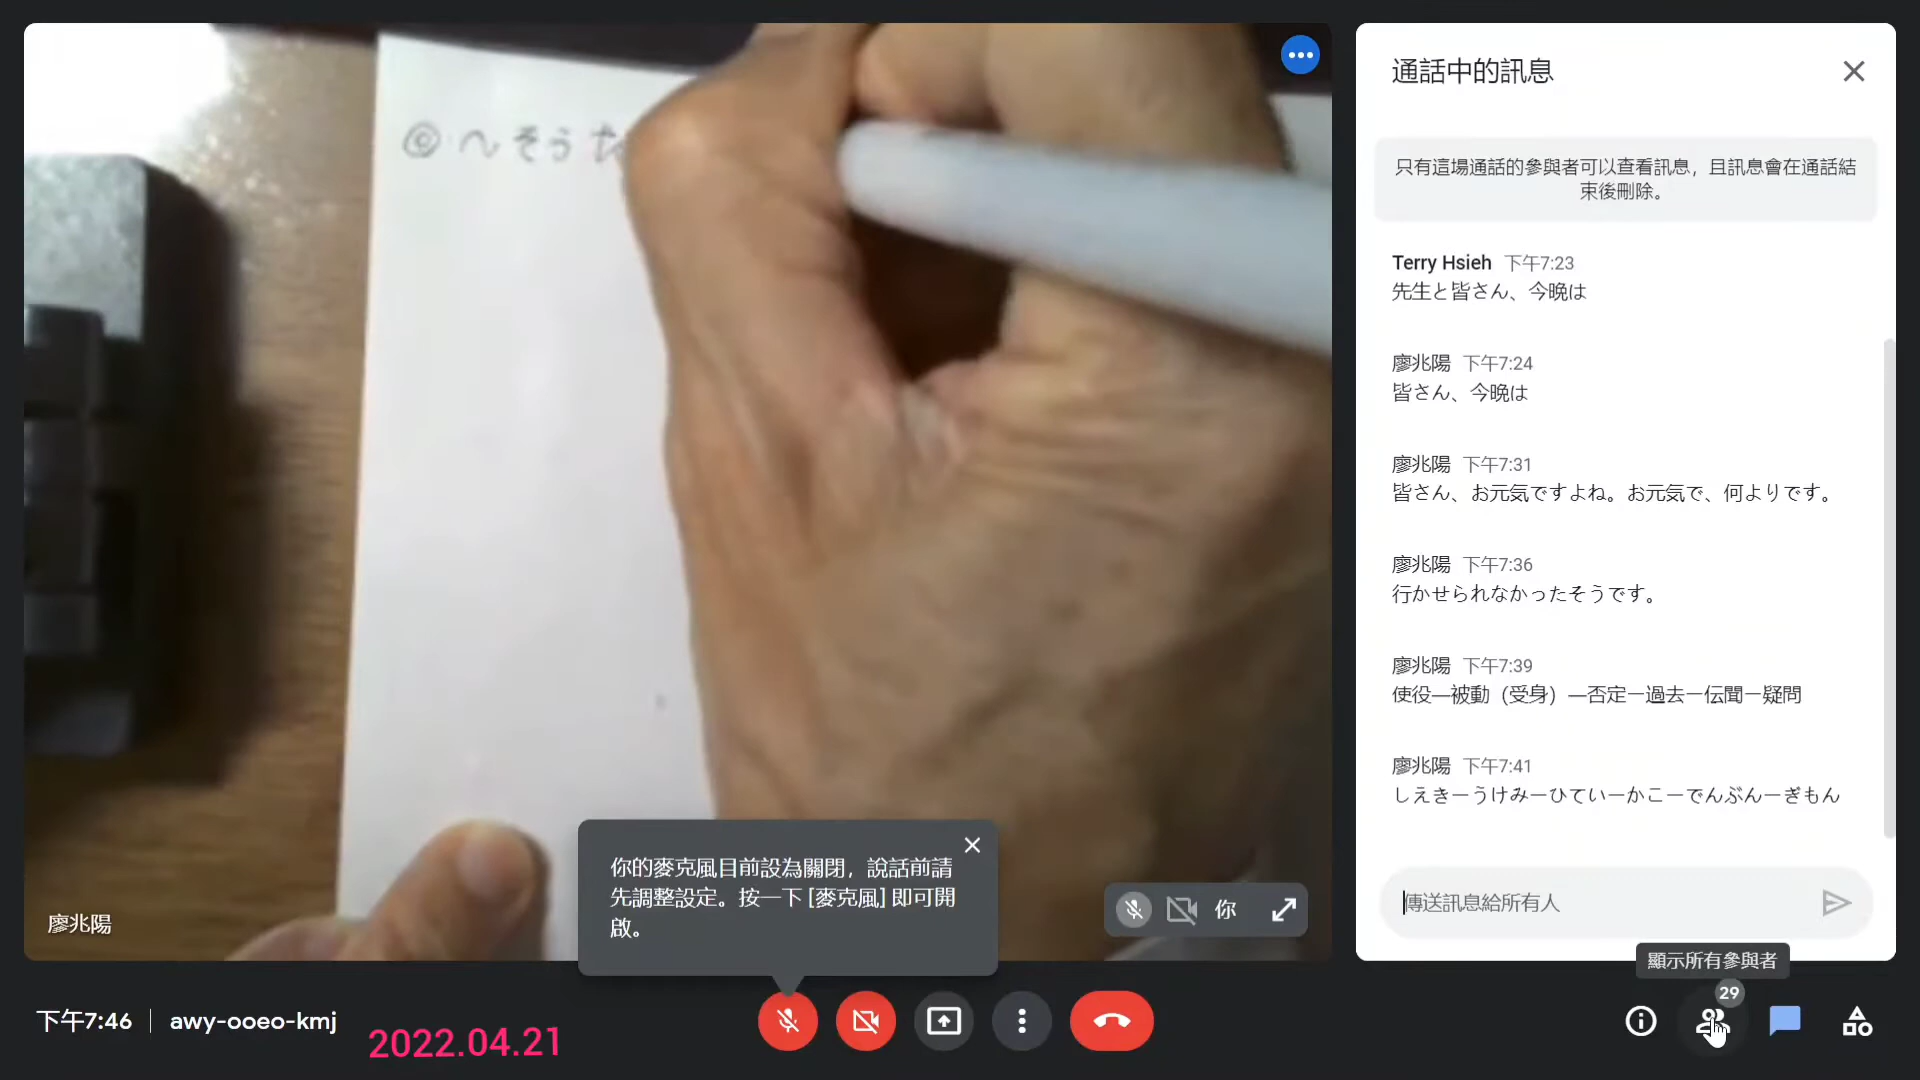 ◎ へ そうだ
廖兆陽
你的麥克風目前設為關閉，說話前請
先調整設定。按一下 [麥克風] 即可開
啟。
你
通話中的訊息
只有這場通話的參與者可以查看訊息，且訊息會在通話結
束後刪除。
Terry Hsieh 下午7:23
先生と皆さん、今晩は
廖兆陽 下午7:24
皆さん、今晩は
廖兆陽 下午7:31
皆さん、お元気ですよね。お元気で、何よりです。
廖兆陽 下午7:36
行かせられなかったそうです。
廖兆陽 下午7:39
使役—被動（受身）—否定ー過去ー伝聞ー疑問
廖兆陽 下午7:41
しえきーうけみーひていーかこーでんぶんーぎもん
傳送訊息給所有人
顯示所有參與者
29
下午7:46 | awy-ooeo-kmj
2022.04.21